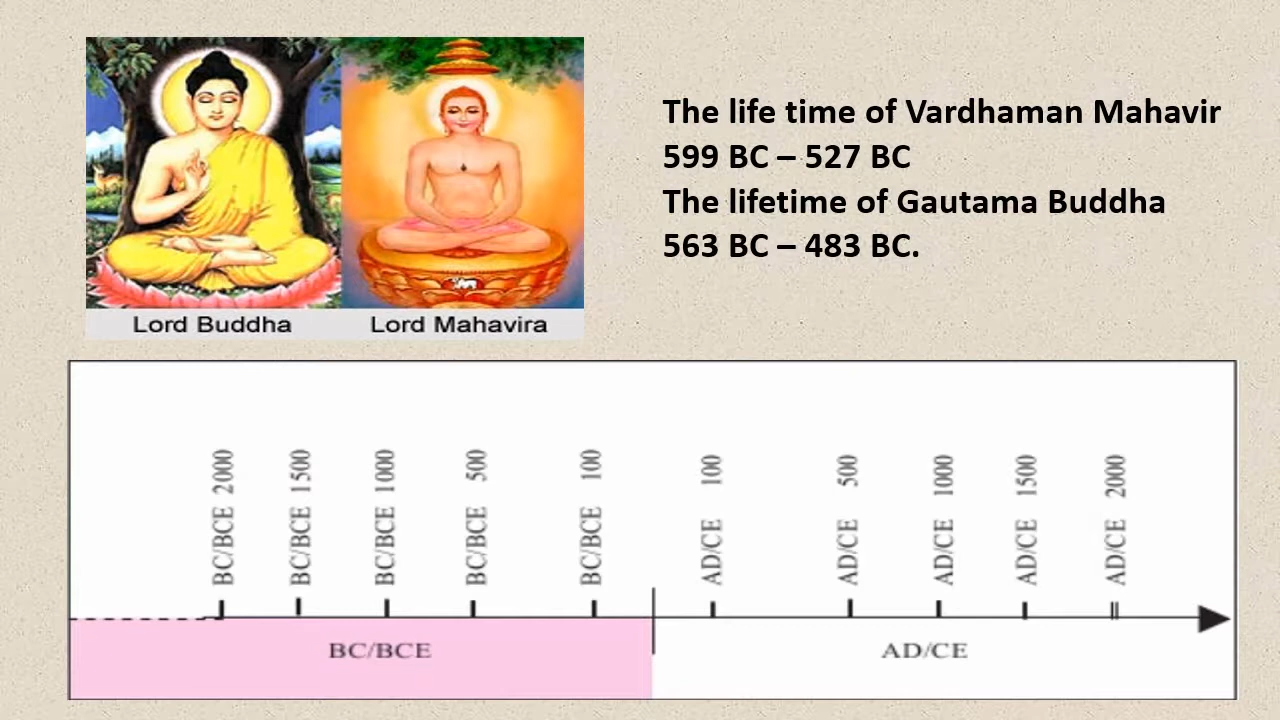 The life time of Vardhaman Mahavir
599 BC – 527 BC
The lifetime of Gautama Buddha
563 BC – 483 BC.
Lord Buddha
Lord Mahavira
BC/BCE 2000
BC/BCE 1500
BC/BCE 1000
BC/BCE 500
BC/BCE 100
AD/CE 100
AD/CE 500
AD/CE 1000
AD/CE 1500
AD/CE 2000
BC/BCE
AD/CE